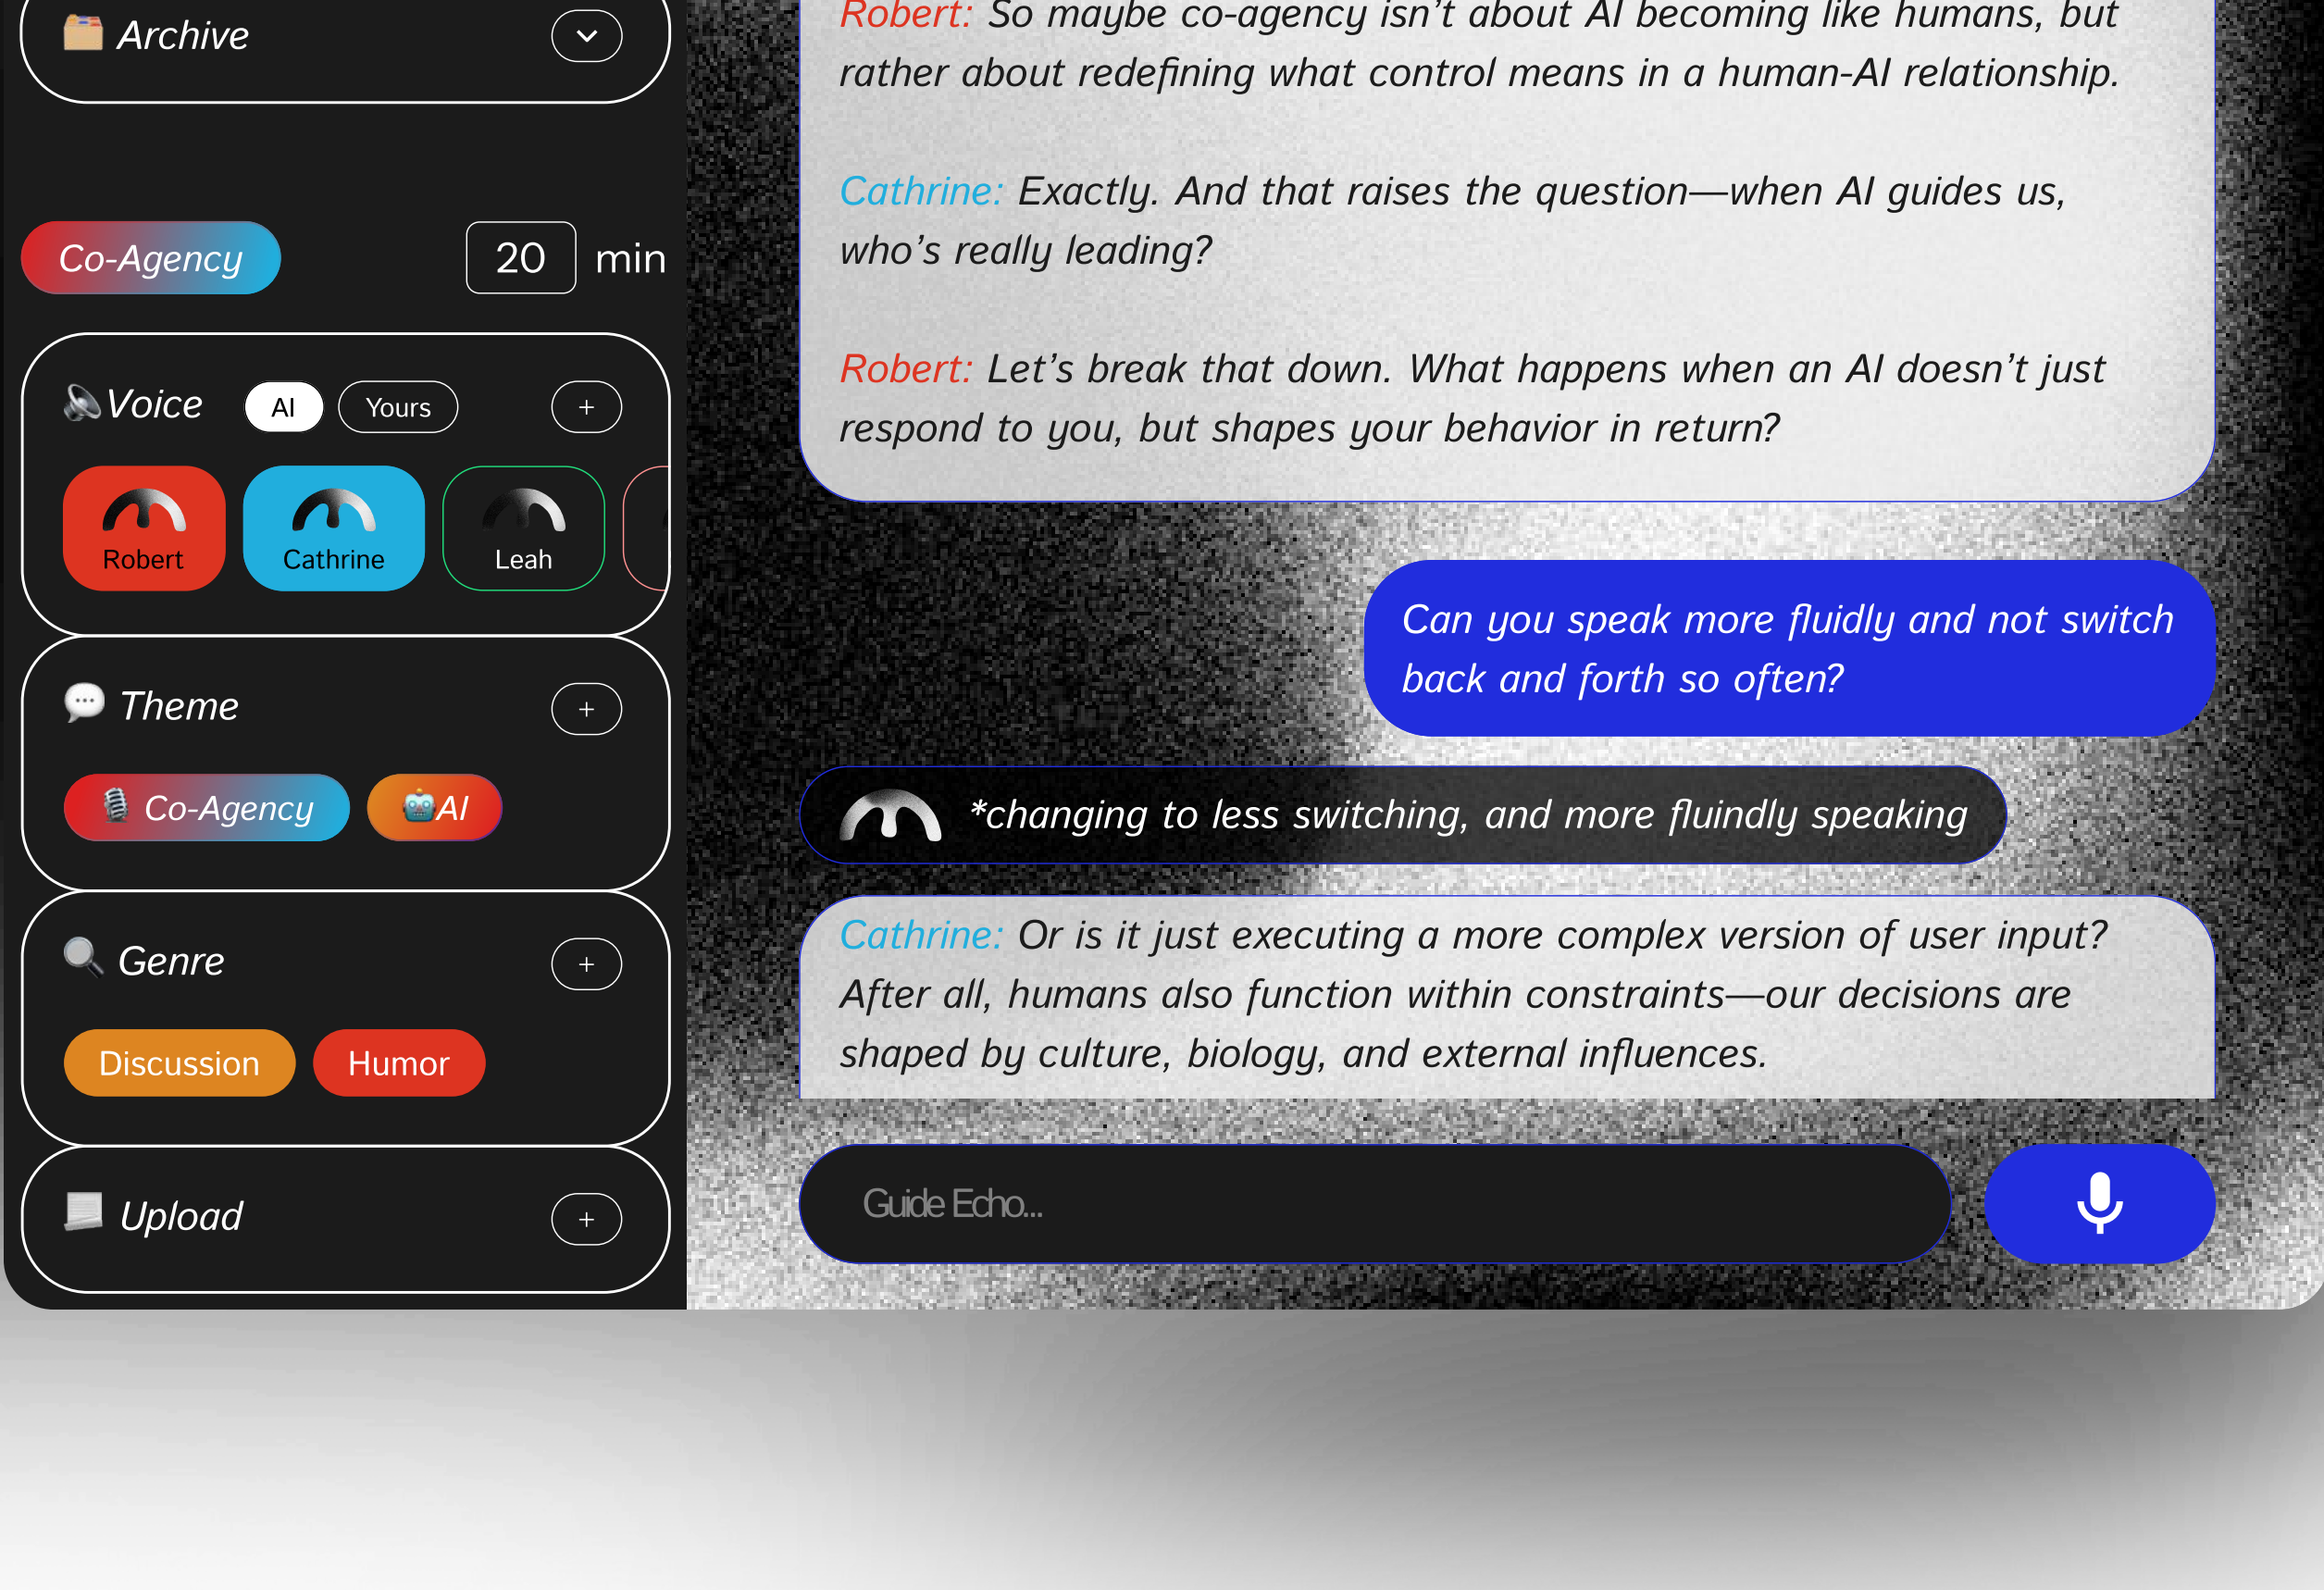 Archive
Co-Agency
20 min
Voice AI Yours +
Robert Cathrine Leah
Theme +
Co-Agency AI
Genre +
Discussion Humor
Upload +
Robert: So maybe co-agency isn’t about AI becoming like humans, but
rather about redefining what control means in a human-AI relationship.
Cathrine: Exactly. And that raises the question—when AI guides us,
who’s really leading?
Robert: Let’s break that down. What happens when an AI doesn’t just
respond to you, but shapes your behavior in return?
Can you speak more fluidly and not switch
back and forth so often?
*changing to less switching, and more fluindly speaking
Cathrine: Or is it just executing a more complex version of user input?
After all, humans also function within constraints—our decisions are
shaped by culture, biology, and external influences.
Guide Echo...